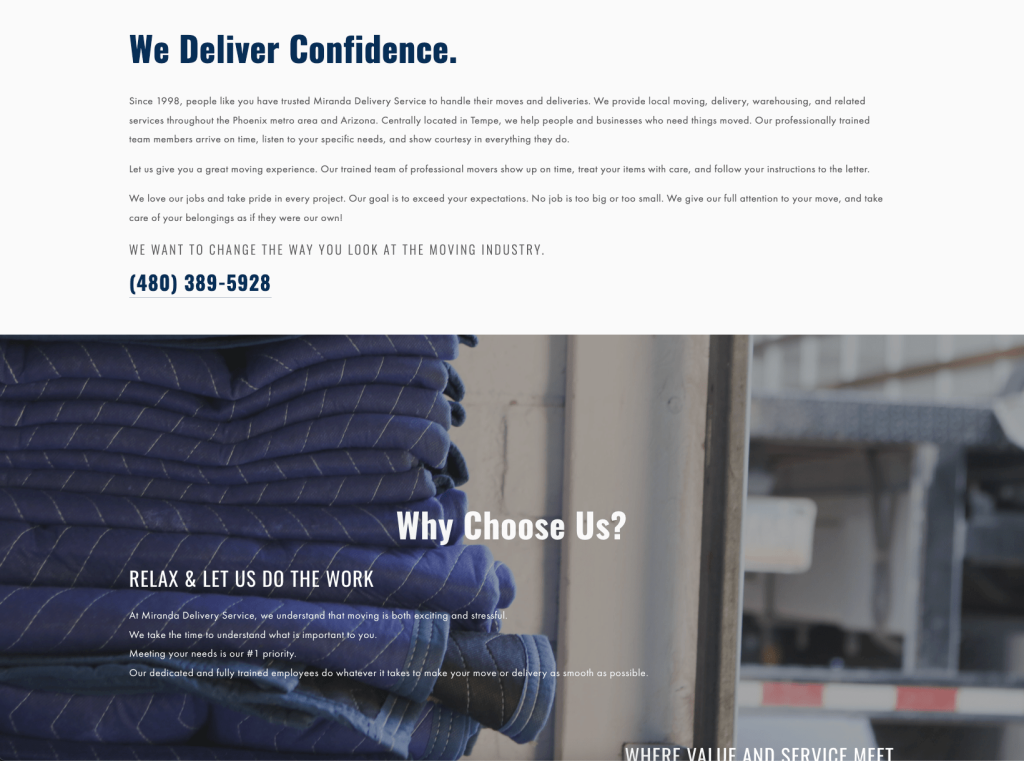 We Deliver Confidence.
Since 1998, people like you have trusted Miranda Delivery Service to handle their moves and deliveries. We provide local moving, delivery, warehousing, and related
services throughout the Phoenix metro area and Arizona. Centrally located in Tempe, we help people and businesses who need things moved. Our professionally trained
team members arrive on time, listen to your specific needs, and show courtesy in everything they do.
Let us give you a great moving experience. Our trained team of professional movers show up on time, treat your items with care, and follow your instructions to the letter.
We love our jobs and take pride in every project. Our goal is to exceed your expectations. No job is too big or too small. We give our full attention to your move, and take
care of your belongings as if they were our own!
WE WANT TO CHANGE THE WAY YOU LOOK AT THE MOVING INDUSTRY.
(480) 389-5928
Why Choose Us?
RELAX & LET US DO THE WORK
At Miranda Delivery Service, we understand that moving is both exciting and stressful.
We take the time to understand what is important to you.
Meeting your needs is our #1 priority.
Our dedicated and fully trained employees do whatever it takes to make your move or delivery as smooth as possible.
WHERE VALUE AND SERVICE MEET